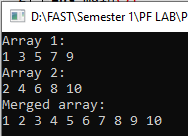 D:\FAST\Semester 1\PF LAB\P
Array 1:
1 3 5 7 9
Array 2:
2 4 6 8 10
Merged array:
1 2 3 4 5 6 7 8 9 10